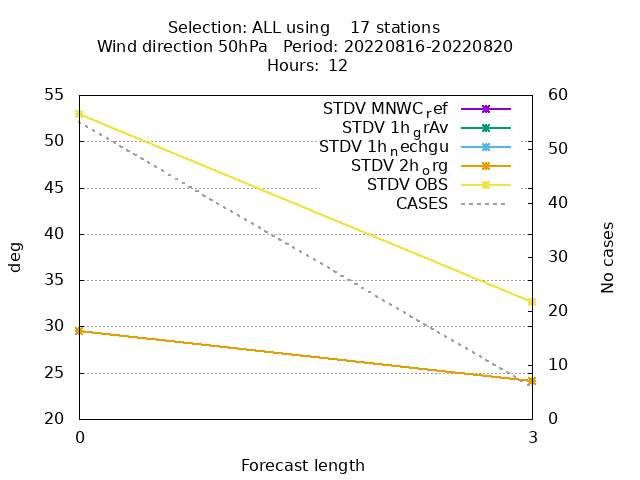 Selection: ALL using    17 stations
Wind direction 50hPa   Period: 20220816-20220820
Hours: 12
55
50
45
40
35
30
25
20
60
50
40
30
20
10
0
STDV MNWC_ref
STDV 1h_grAv
STDV 1h_nechgu
STDV 2h_org
STDV OBS
CASES
deg
No cases
0
3
Forecast length